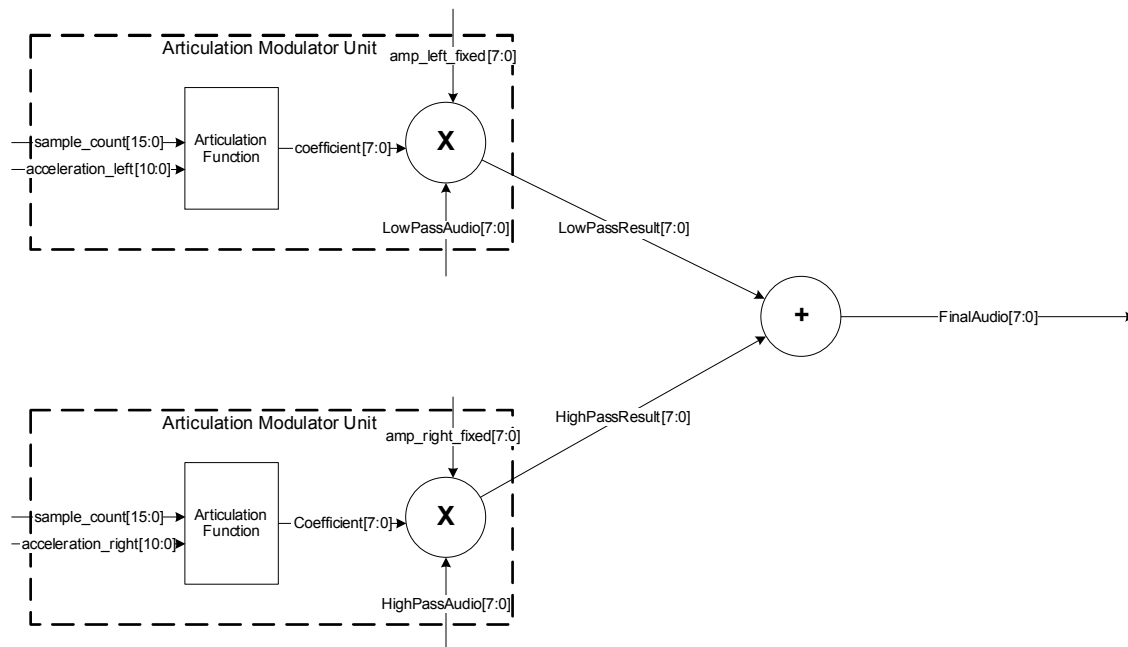 Articulation Modulator Unit
amp_left_fixed[7:0]
sample_count[15:0]
acceleration_left[10:0]
Articulation
Function
coefficient[7:0]
X
LowPassAudio[7:0]
LowPassResult[7:0]
+
FinalAudio[7:0]
HighPassResult[7:0]
Articulation Modulator Unit
amp_right_fixed[7:0]
sample_count[15:0]
acceleration_right[10:0]
Articulation
Function
Coefficient[7:0]
X
HighPassAudio[7:0]